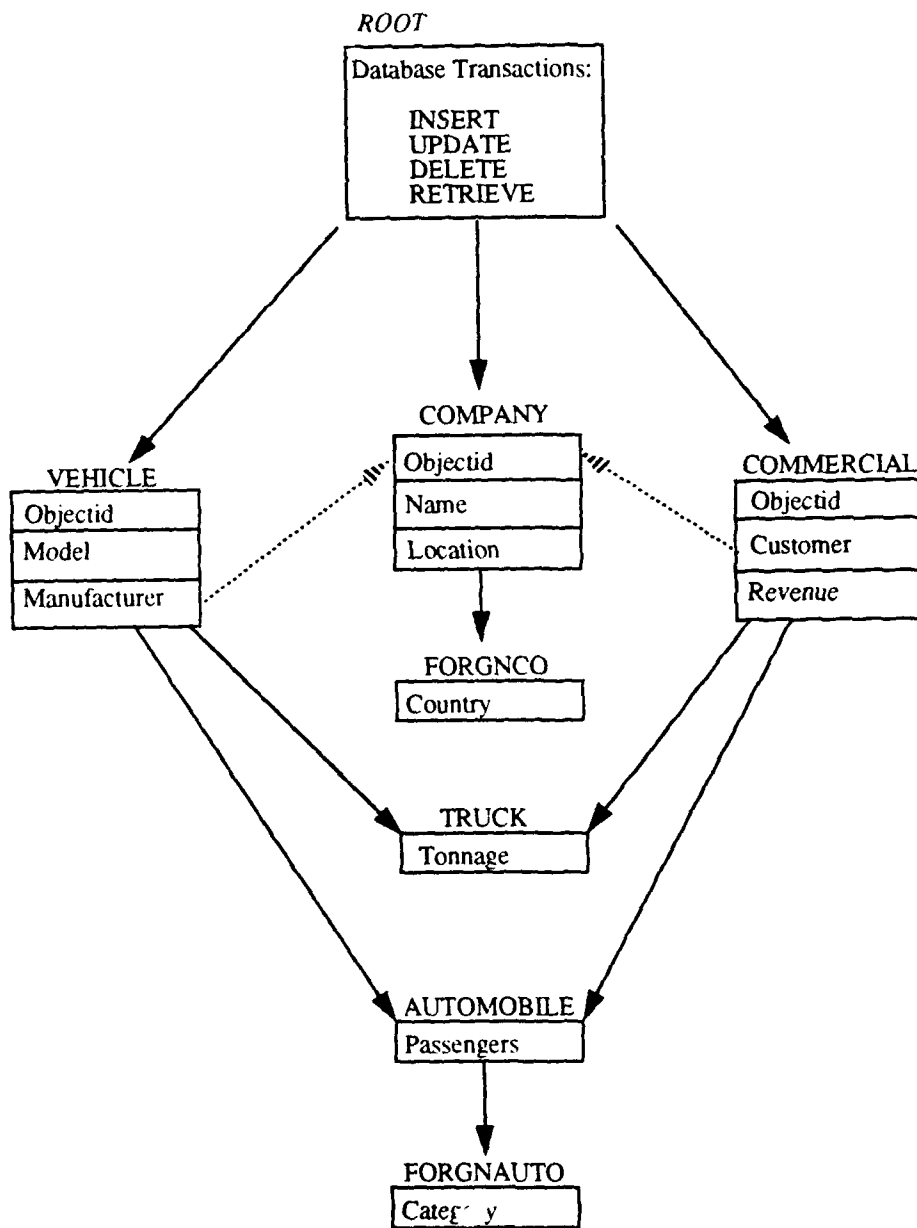 ROOT
Database Transactions:
INSERT
UPDATE
DELETE
RETRIEVE
COMPANY
Objectid
Name
Location
VEHICLE
Objectid
Model
Manufacturer
COMMERCIAL
Objectid
Customer
Revenue
FORGNCO
Country
TRUCK
Tonnage
AUTOMOBILE
Passengers
FORGNAUTO